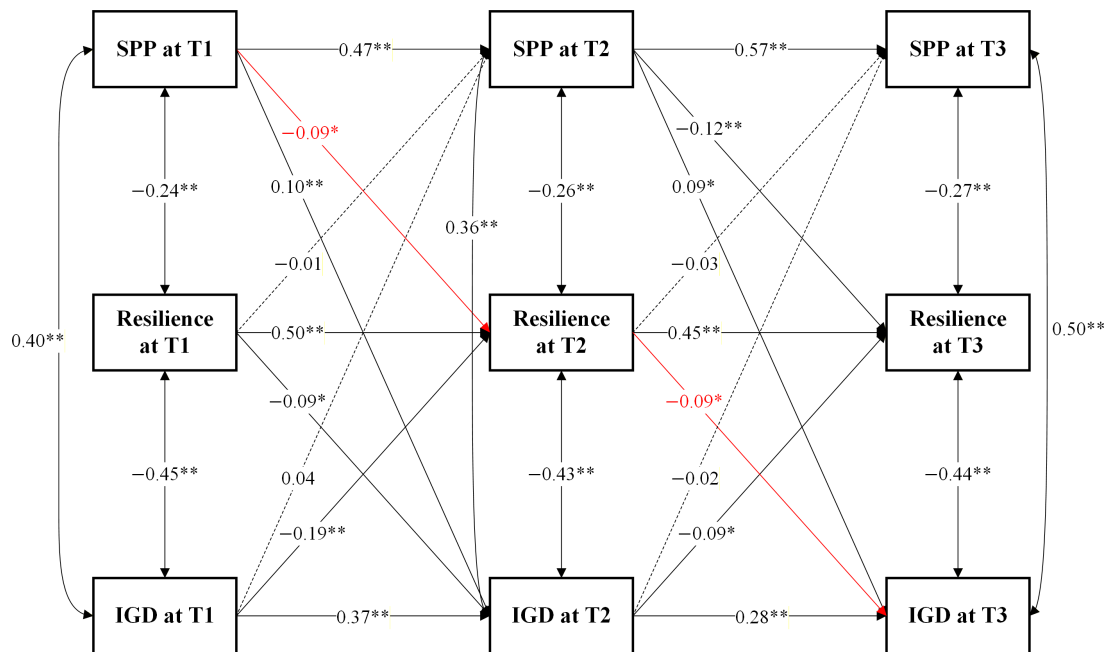 SPP at T1
0.47**
SPP at T2
0.57**
SPP at T3
−0.09*
−0.12**
−0.24**
0.10**
−0.26**
0.09*
−0.27**
0.36**
−0.01
−0.03
Resilience
at T1
0.50**
Resilience
at T2
0.45**
Resilience
at T3
0.40**
0.50**
−0.09*
−0.09*
−0.45**
0.04
−0.43**
−0.02
−0.44**
−0.19**
−0.09*
IGD at T1
0.37**
IGD at T2
0.28**
IGD at T3